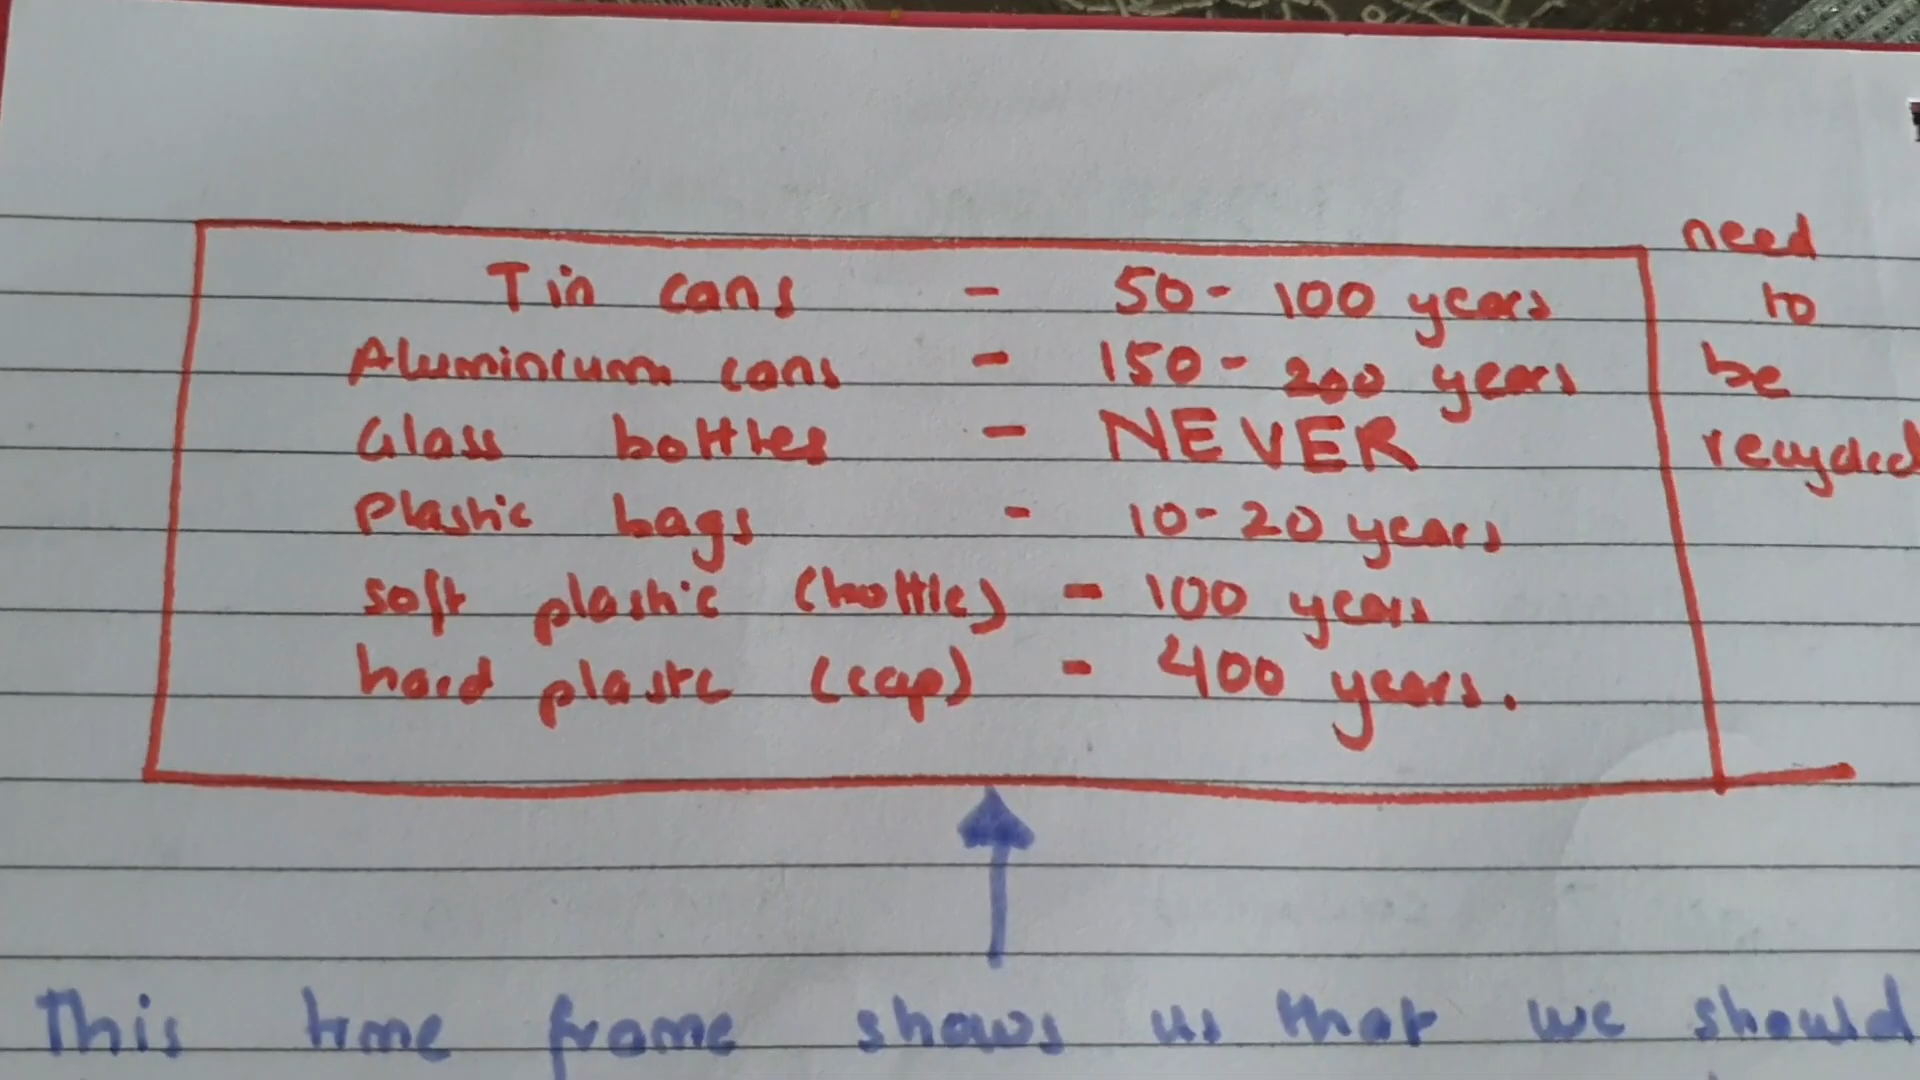 Tin cans - 50 - 100 years
Aluminium cans - 150 - 200 years
Glass bottles - NEVER
Plastic bags - 10 - 20 years
soft plastic (bottle) - 100 years
hard plastc (cap) - 400 years.
need
to
be
recycled
This time frame shows us that we should